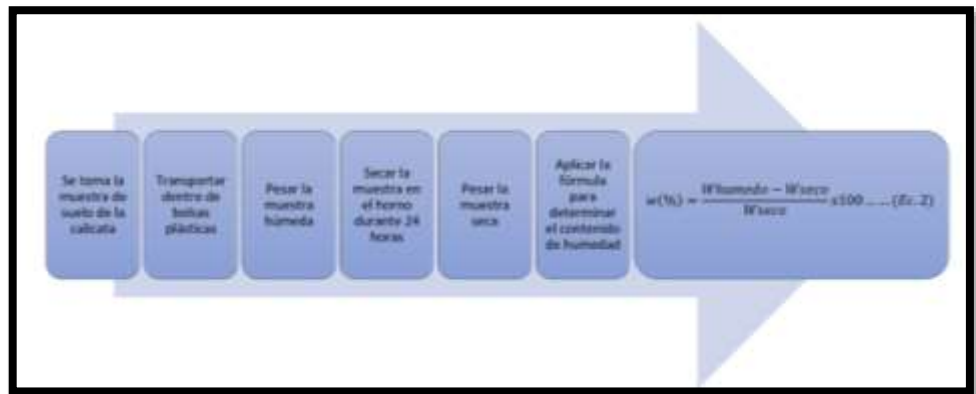 Se toma la
muestra de
suelo de la
calicata
Transportar
dentro de
bolsas
plásticas
Pesar la
muestra
húmeda
Secar la
muestra en
el horno
durante 24
horas
Pesar la
muestra
seca
Aplicar la
fórmula
para
determinar
el contenido
de humedad
w(%) = (Whumedo − Wseco) / Wseco x100 … … (Ec. 2)